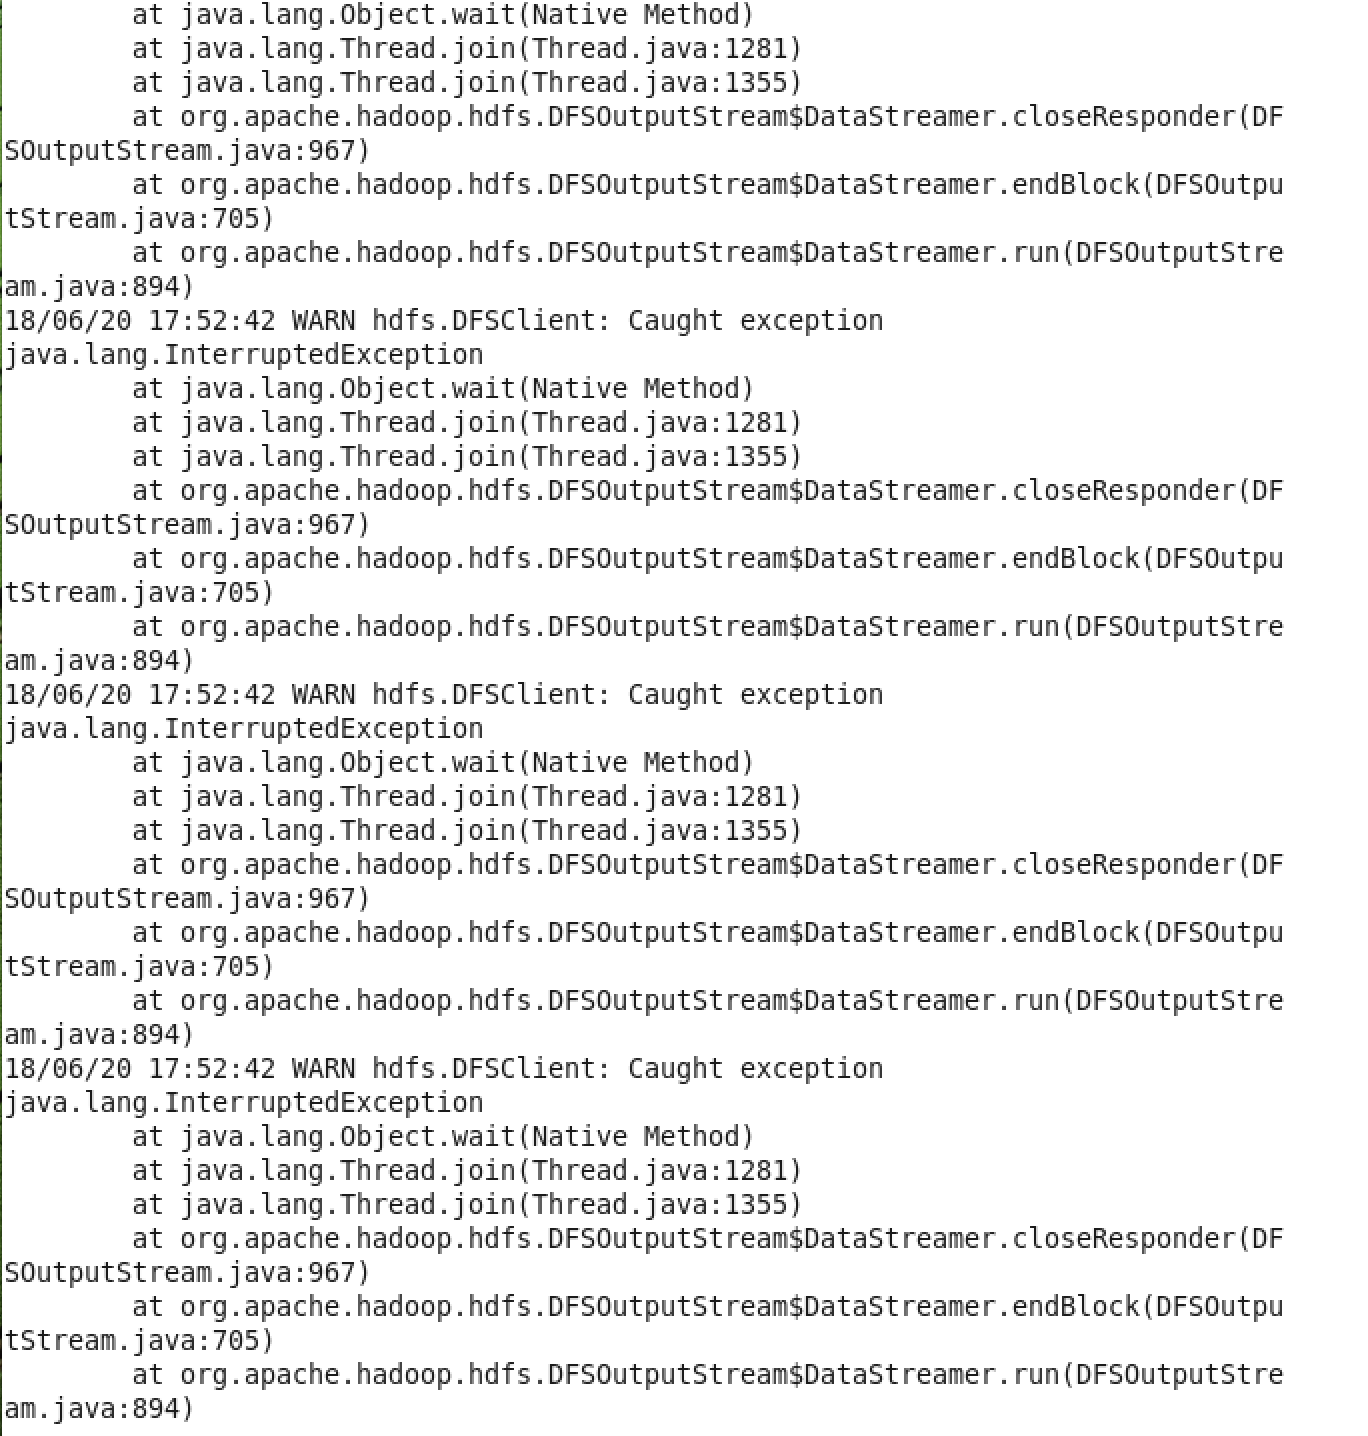 at java.lang.Object.wait(Native Method)
        at java.lang.Thread.join(Thread.java:1281)
        at java.lang.Thread.join(Thread.java:1355)
        at org.apache.hadoop.hdfs.DFSOutputStream$DataStreamer.closeResponder(DF
SOutputStream.java:967)
        at org.apache.hadoop.hdfs.DFSOutputStream$DataStreamer.endBlock(DFSOutpu
tStream.java:705)
        at org.apache.hadoop.hdfs.DFSOutputStream$DataStreamer.run(DFSOutputStre
am.java:894)
18/06/20 17:52:42 WARN hdfs.DFSClient: Caught exception
java.lang.InterruptedException
        at java.lang.Object.wait(Native Method)
        at java.lang.Thread.join(Thread.java:1281)
        at java.lang.Thread.join(Thread.java:1355)
        at org.apache.hadoop.hdfs.DFSOutputStream$DataStreamer.closeResponder(DF
SOutputStream.java:967)
        at org.apache.hadoop.hdfs.DFSOutputStream$DataStreamer.endBlock(DFSOutpu
tStream.java:705)
        at org.apache.hadoop.hdfs.DFSOutputStream$DataStreamer.run(DFSOutputStre
am.java:894)
18/06/20 17:52:42 WARN hdfs.DFSClient: Caught exception
java.lang.InterruptedException
        at java.lang.Object.wait(Native Method)
        at java.lang.Thread.join(Thread.java:1281)
        at java.lang.Thread.join(Thread.java:1355)
        at org.apache.hadoop.hdfs.DFSOutputStream$DataStreamer.closeResponder(DF
SOutputStream.java:967)
        at org.apache.hadoop.hdfs.DFSOutputStream$DataStreamer.endBlock(DFSOutpu
tStream.java:705)
        at org.apache.hadoop.hdfs.DFSOutputStream$DataStreamer.run(DFSOutputStre
am.java:894)
18/06/20 17:52:42 WARN hdfs.DFSClient: Caught exception
java.lang.InterruptedException
        at java.lang.Object.wait(Native Method)
        at java.lang.Thread.join(Thread.java:1281)
        at java.lang.Thread.join(Thread.java:1355)
        at org.apache.hadoop.hdfs.DFSOutputStream$DataStreamer.closeResponder(DF
SOutputStream.java:967)
        at org.apache.hadoop.hdfs.DFSOutputStream$DataStreamer.endBlock(DFSOutpu
tStream.java:705)
        at org.apache.hadoop.hdfs.DFSOutputStream$DataStreamer.run(DFSOutputStre
am.java:894)